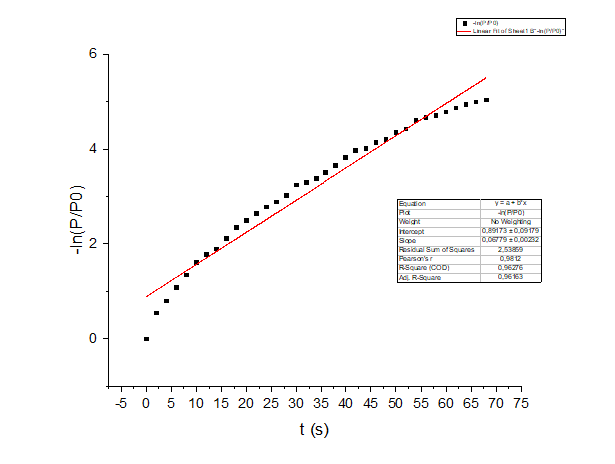 -ln(P/P0)
Linear Fit of Sheet1 B"-ln(P/P0)"
6
4
2
0
-ln(P/P0)
Equation y = a + b*x
Plot -ln(P/P0)
Weight No Weighting
Intercept 0,89173 ± 0,09179
Slope 0,06779 ± 0,00232
Residual Sum of Squares 2,53859
Pearson's r 0,9812
R-Square (COD) 0,96276
Adj. R-Square 0,96163
-5 0 5 10 15 20 25 30 35 40 45 50 55 60 65 70 75
t (s)